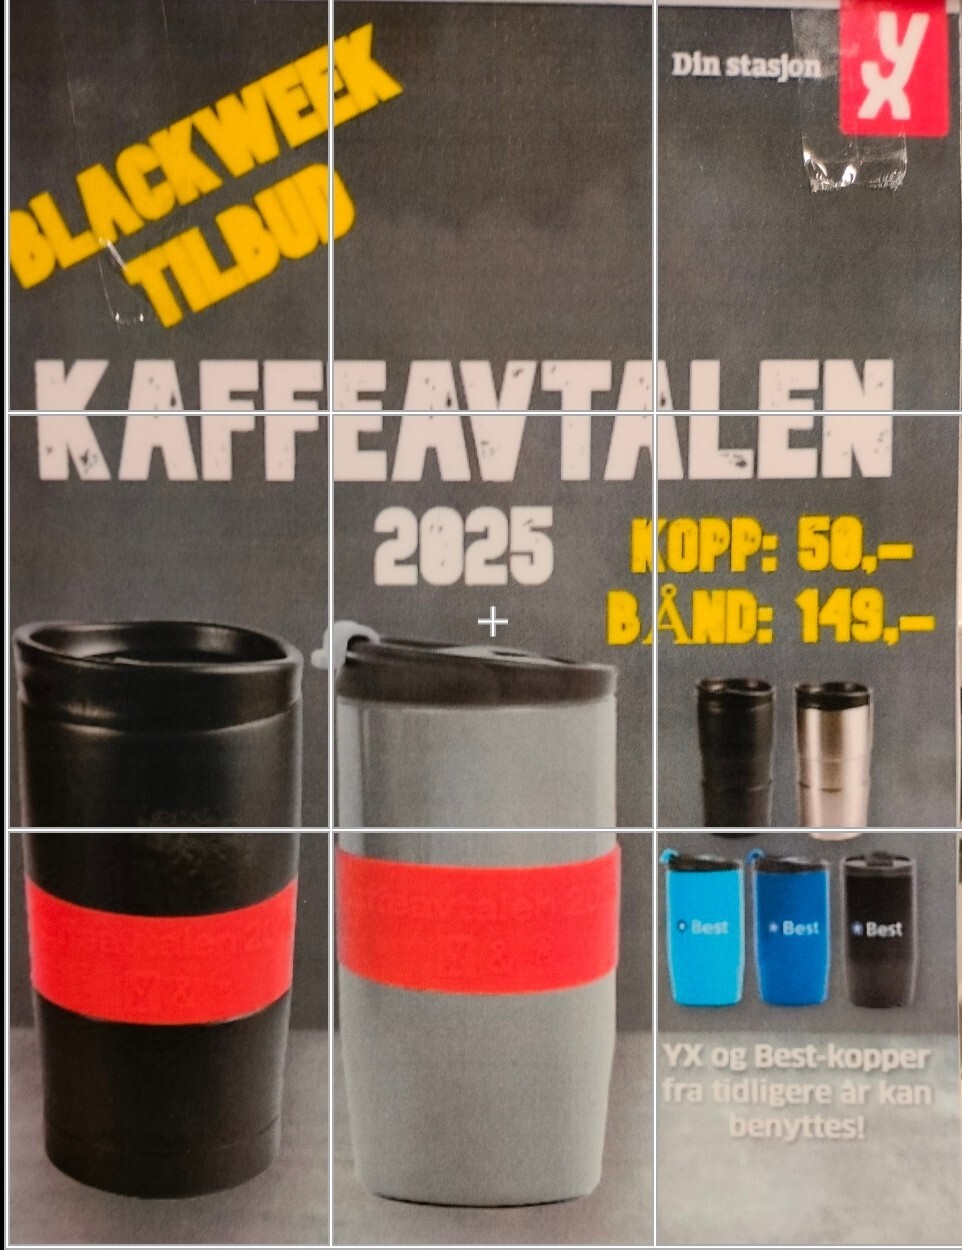 BLACKWEEK
TILBUD
Din stasjon
yx
KAFFEAVTALEN
2025
KOPP: 50,-
BÅND: 149,-
Best
Best
Best
YX og Best-kopper
fra tidligere år kan
benyttes!